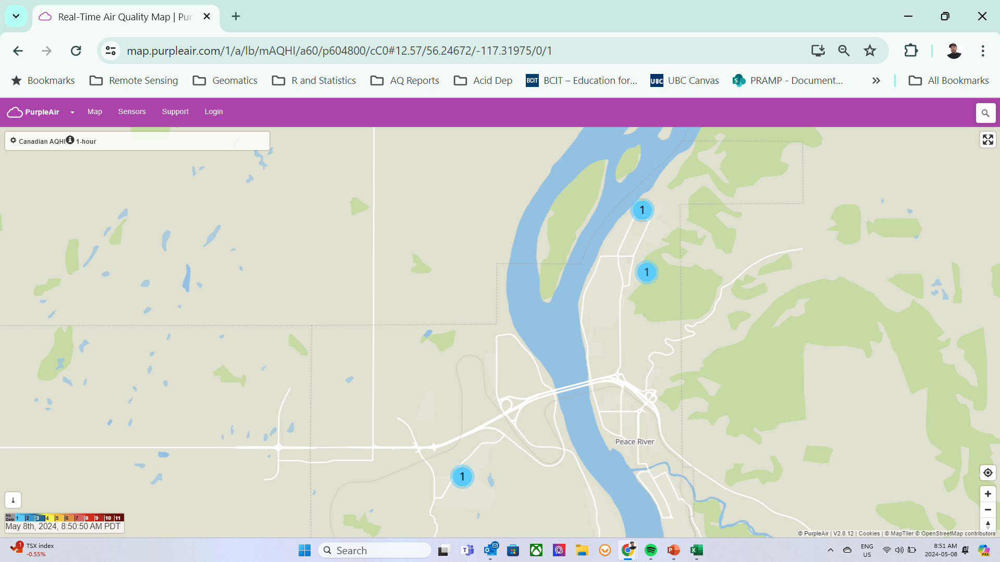 Real-Time Air Quality Map | Pur
map.purpleair.com/1/a/lb/mAQHI/a60/p604800/cC0#12.57/56.24672/-117.31975/0/1
Bookmarks Remote Sensing Geomatics R and Statistics AQ Reports Acid Dep BCIT BCIT – Education for... UBC UBC Canvas S PRAMP - Document... » All Bookmarks
PurpleAir Map Sensors Support Login
Canadian AQHI i 1-hour
1
1
Peace River
1
No Data 1 2 3 4 5 6 7 8 9 10 11
May 8th, 2024, 8:50:50 AM PDT
© PurpleAir | V2.0.12 | Cookies | © MapTiler © OpenStreetMap contributors
1 TSX index
-0.55%
Search
ENG
US
8:51 AM
2024-05-08
PRE